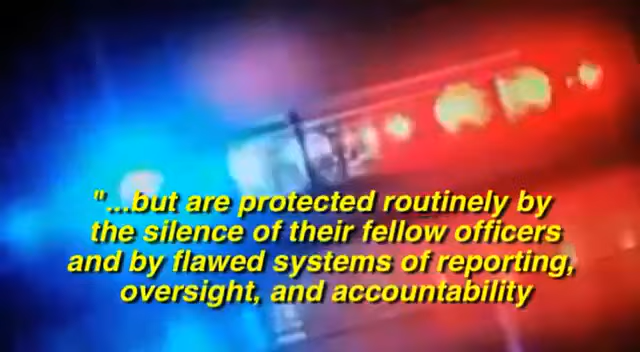 "...but are protected routinely by
the silence of their fellow officers
and by flawed systems of reporting,
oversight, and accountability